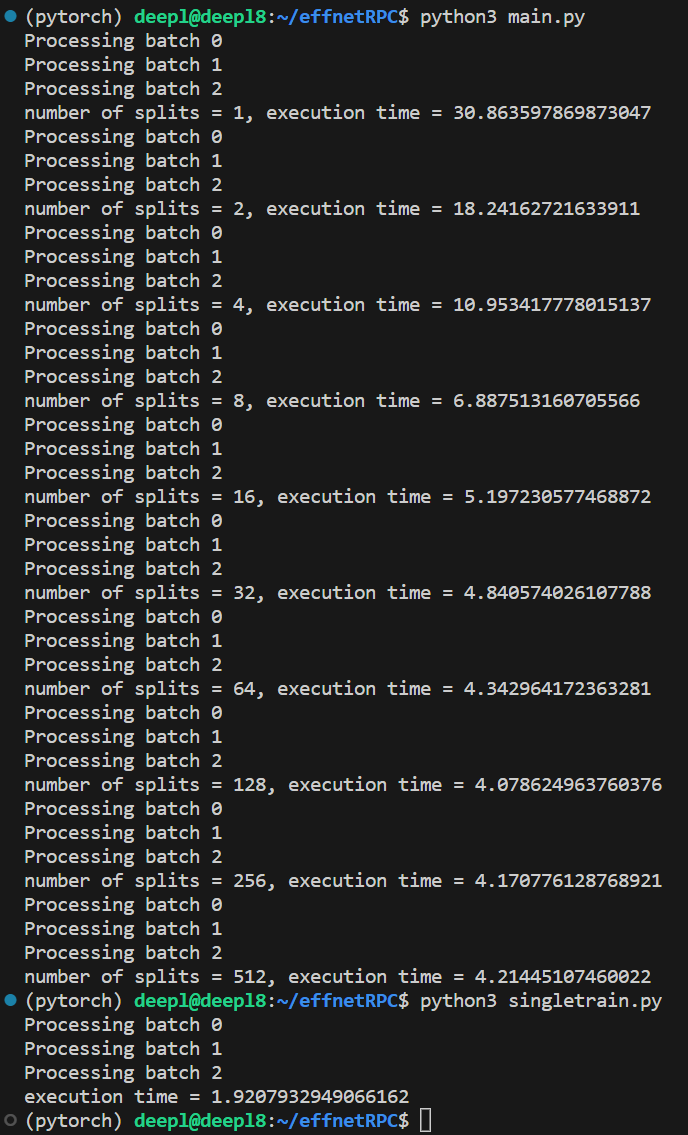 (pytorch) deepl@deepl8:~/effnetRPC$ python3 main.py
Processing batch 0
Processing batch 1
Processing batch 2
number of splits = 1, execution time = 30.863597869873047
Processing batch 0
Processing batch 1
Processing batch 2
number of splits = 2, execution time = 18.24162721633911
Processing batch 0
Processing batch 1
Processing batch 2
number of splits = 4, execution time = 10.953417778015137
Processing batch 0
Processing batch 1
Processing batch 2
number of splits = 8, execution time = 6.887513160705566
Processing batch 0
Processing batch 1
Processing batch 2
number of splits = 16, execution time = 5.197230577468872
Processing batch 0
Processing batch 1
Processing batch 2
number of splits = 32, execution time = 4.840574026107788
Processing batch 0
Processing batch 1
Processing batch 2
number of splits = 64, execution time = 4.342964172363281
Processing batch 0
Processing batch 1
Processing batch 2
number of splits = 128, execution time = 4.078624963760376
Processing batch 0
Processing batch 1
Processing batch 2
number of splits = 256, execution time = 4.170776128768921
Processing batch 0
Processing batch 1
Processing batch 2
number of splits = 512, execution time = 4.21445107460022
(pytorch) deepl@deepl8:~/effnetRPC$ python3 singletrain.py
Processing batch 0
Processing batch 1
Processing batch 2
execution time = 1.9207932949066162
(pytorch) deepl@deepl8:~/effnetRPC$